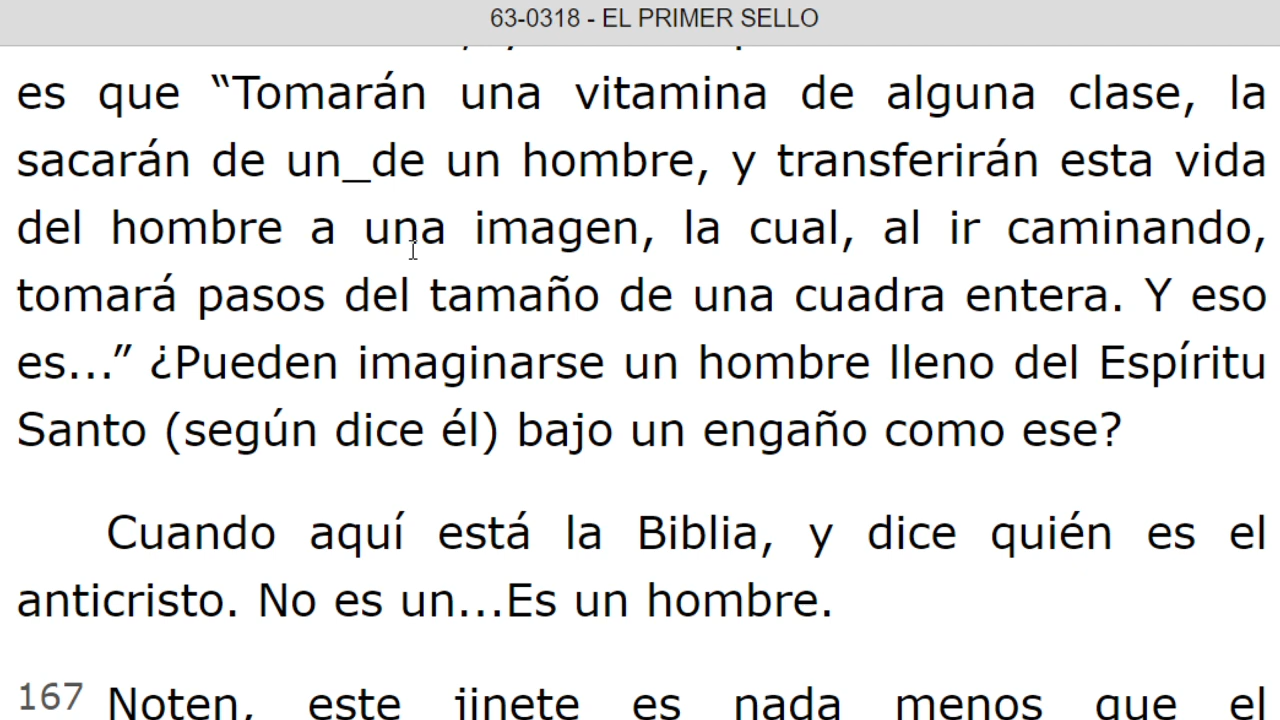 63-0318 - EL PRIMER SELLO
es que “Tomarán una vitamina de alguna clase, la
sacarán de un_de un hombre, y transferirán esta vida
del hombre a una imagen, la cual, al ir caminando,
tomará pasos del tamaño de una cuadra entera. Y eso
es...” ¿Pueden imaginarse un hombre lleno del Espíritu
Santo (según dice él) bajo un engaño como ese?
Cuando aquí está la Biblia, y dice quién es el
anticristo. No es un...Es un hombre.
167 Noten, este jinete es nada menos que el